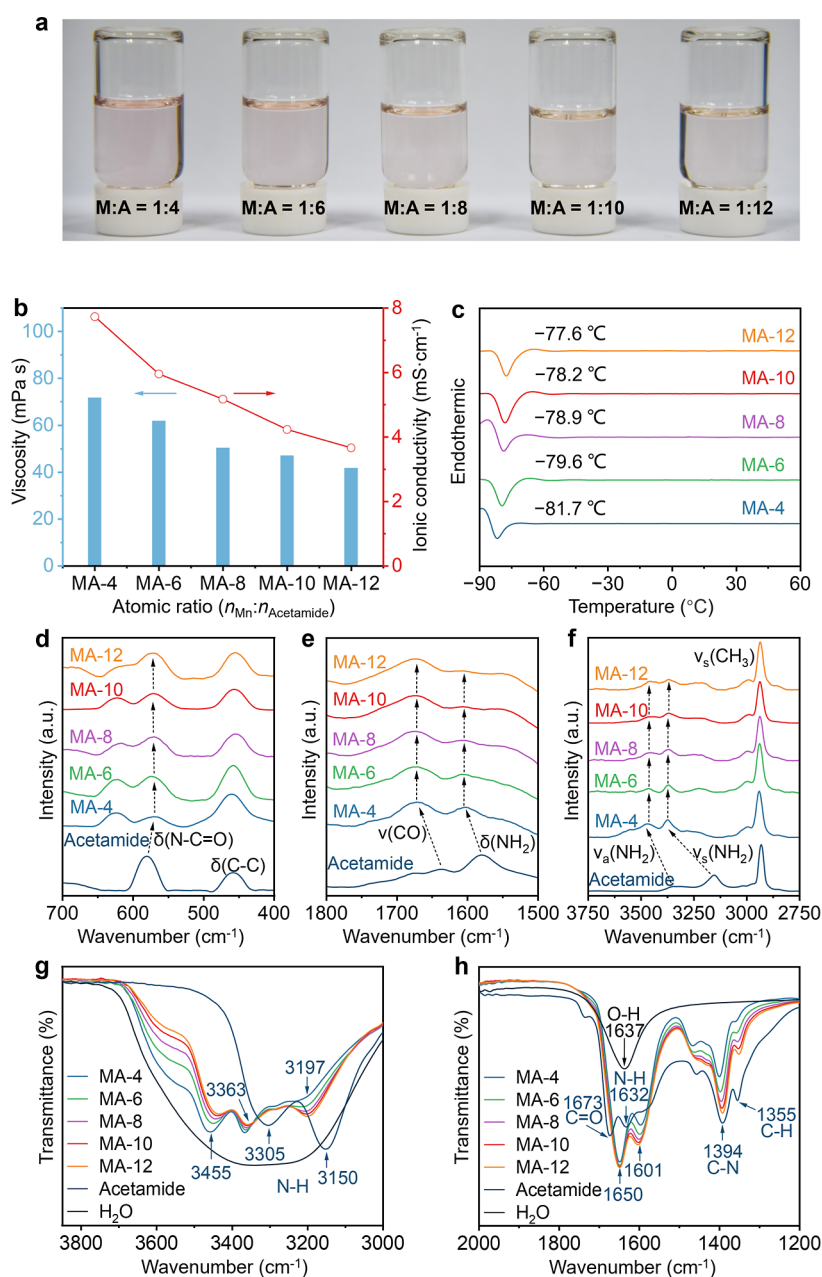 a
M:A = 1:4
M:A = 1:6
M:A = 1:8
M:A = 1:10
M:A = 1:12
b
Viscosity (mPa s)
100
80
60
40
20
0
8
6
4
2
0
Ionic conductivity (mS·cm-1)
MA-4
MA-6
MA-8
MA-10
MA-12
Atomic ratio (nMn:nAcetamide)
c
Endothermic
−77.6 ℃
MA-12
−78.2 ℃
MA-10
−78.9 ℃
MA-8
−79.6 ℃
MA-6
−81.7 ℃
MA-4
-90
-60
-30
0
30
60
Temperature (°C)
d
Intensity (a.u.)
MA-12
MA-10
MA-8
MA-6
MA-4
Acetamide
δ(N-C=O)
δ(C-C)
700
600
500
400
Wavenumber (cm-1)
e
Intensity (a.u.)
MA-12
MA-10
MA-8
MA-6
MA-4
ν(CO)
δ(NH2)
Acetamide
1800
1700
1600
1500
Wavenumber (cm-1)
f
Intensity (a.u.)
νs(CH3)
MA-12
MA-10
MA-8
MA-6
MA-4
νa(NH2)
νs(NH2)
Acetamide
3750
3500
3250
3000
2750
Wavenumber (cm-1)
g
Transmittance (%)
MA-4
MA-6
MA-8
MA-10
MA-12
Acetamide
H2O
3363
3197
3455
3305
N-H
3150
3800
3600
3400
3200
3000
Wavenumber (cm-1)
h
Transmittance (%)
MA-4
MA-6
MA-8
MA-10
MA-12
Acetamide
H2O
O-H
1637
N-H
1632
1673
C=O
1601
1650
1394
C-N
1355
C-H
2000
1800
1600
1400
1200
Wavenumber (cm-1)